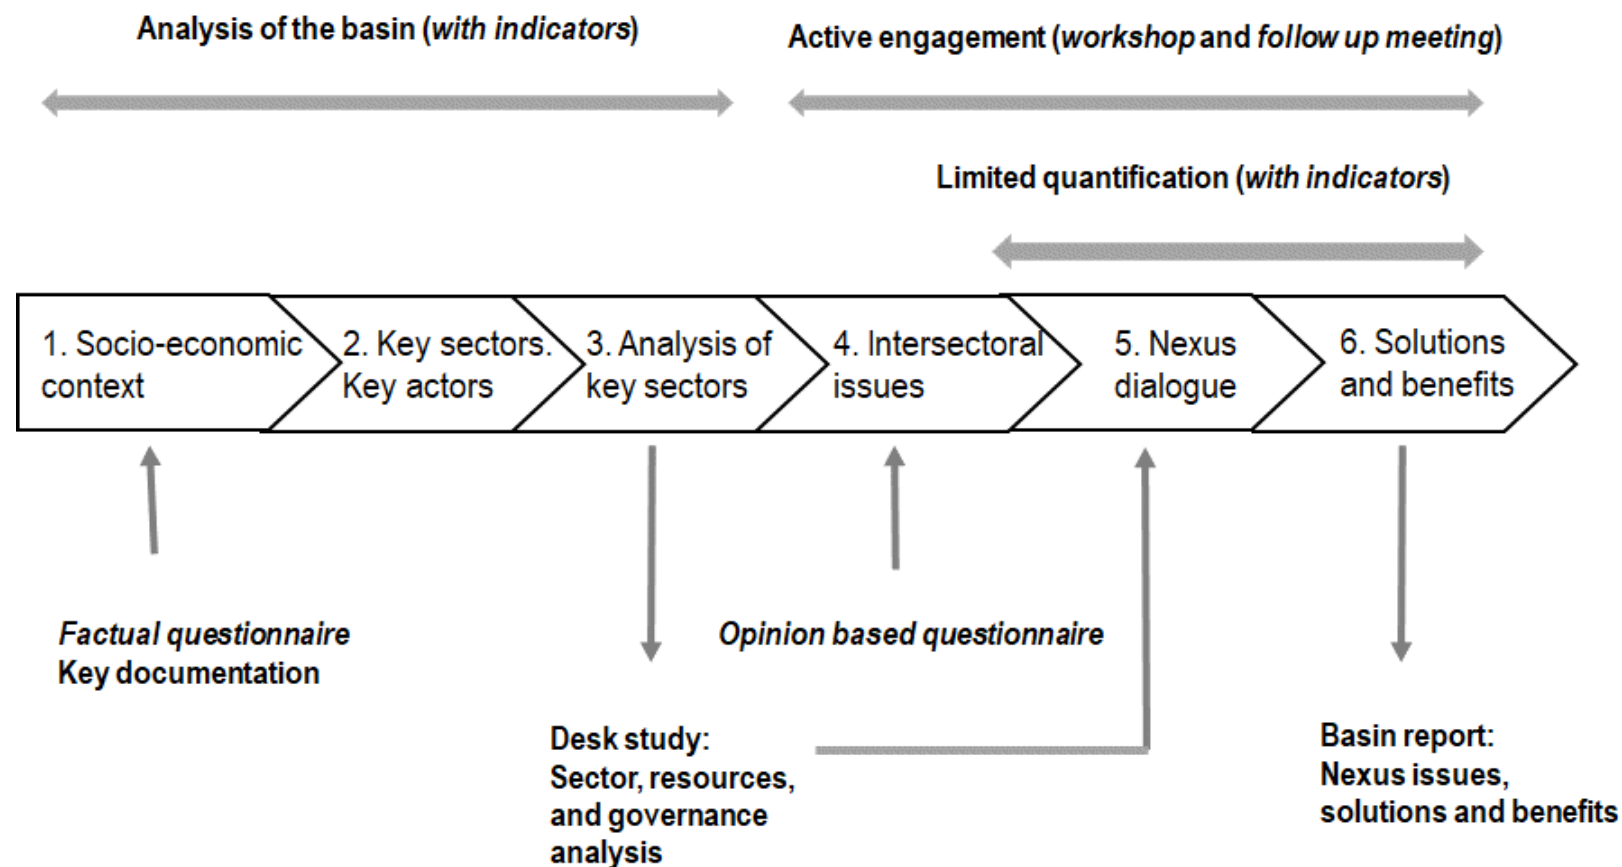 Analysis of the basin (with indicators)
Active engagement (workshop and follow up meeting)
Limited quantification (with indicators)
1. Socio-economic
context
2. Key sectors.
Key actors
3. Analysis of
key sectors
4. Intersectoral
issues
5. Nexus
dialogue
6. Solutions
and benefits
Factual questionnaire
Key documentation
Opinion based questionnaire
Desk study:
Sector, resources,
and governance
analysis
Basin report:
Nexus issues,
solutions and benefits